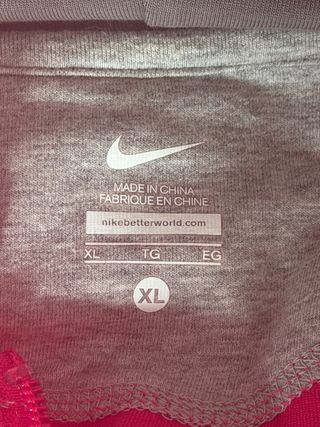 MADE IN CHINA
FABRIQUE EN CHINE
nikebetterworld.com
XL TG EG
XL